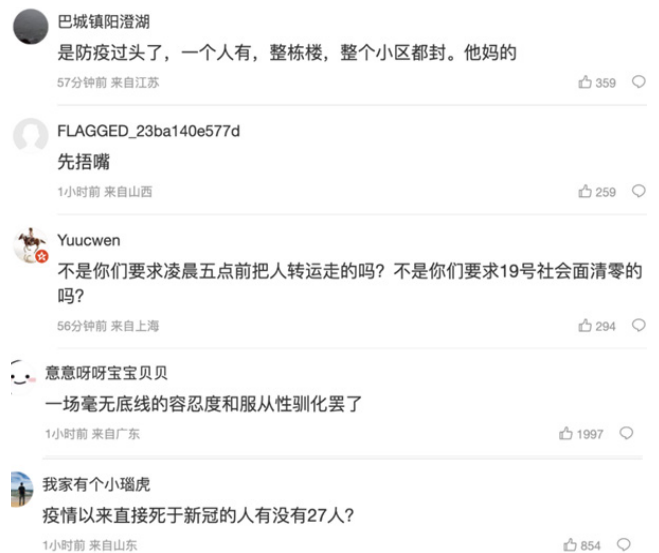 巴城镇阳澄湖
是防疫过头了，一个人有，整栋楼，整个小区都封。他妈的
57分钟前 来自江苏
359
FLAGGED_23ba140e577d
先捂嘴
1小时前 来自山西
259
Yuucwen
不是你们要求凌晨五点前把人转运走的吗？不是你们要求19号社会面清零的
吗？
56分钟前 来自上海
294
意意呀呀宝宝贝贝
一场毫无底线的容忍度和服从性驯化罢了
1小时前 来自广东
1997
我家有个小瑙虎
疫情以来直接死于新冠的人有没有27人？
1小时前 来自山东
854